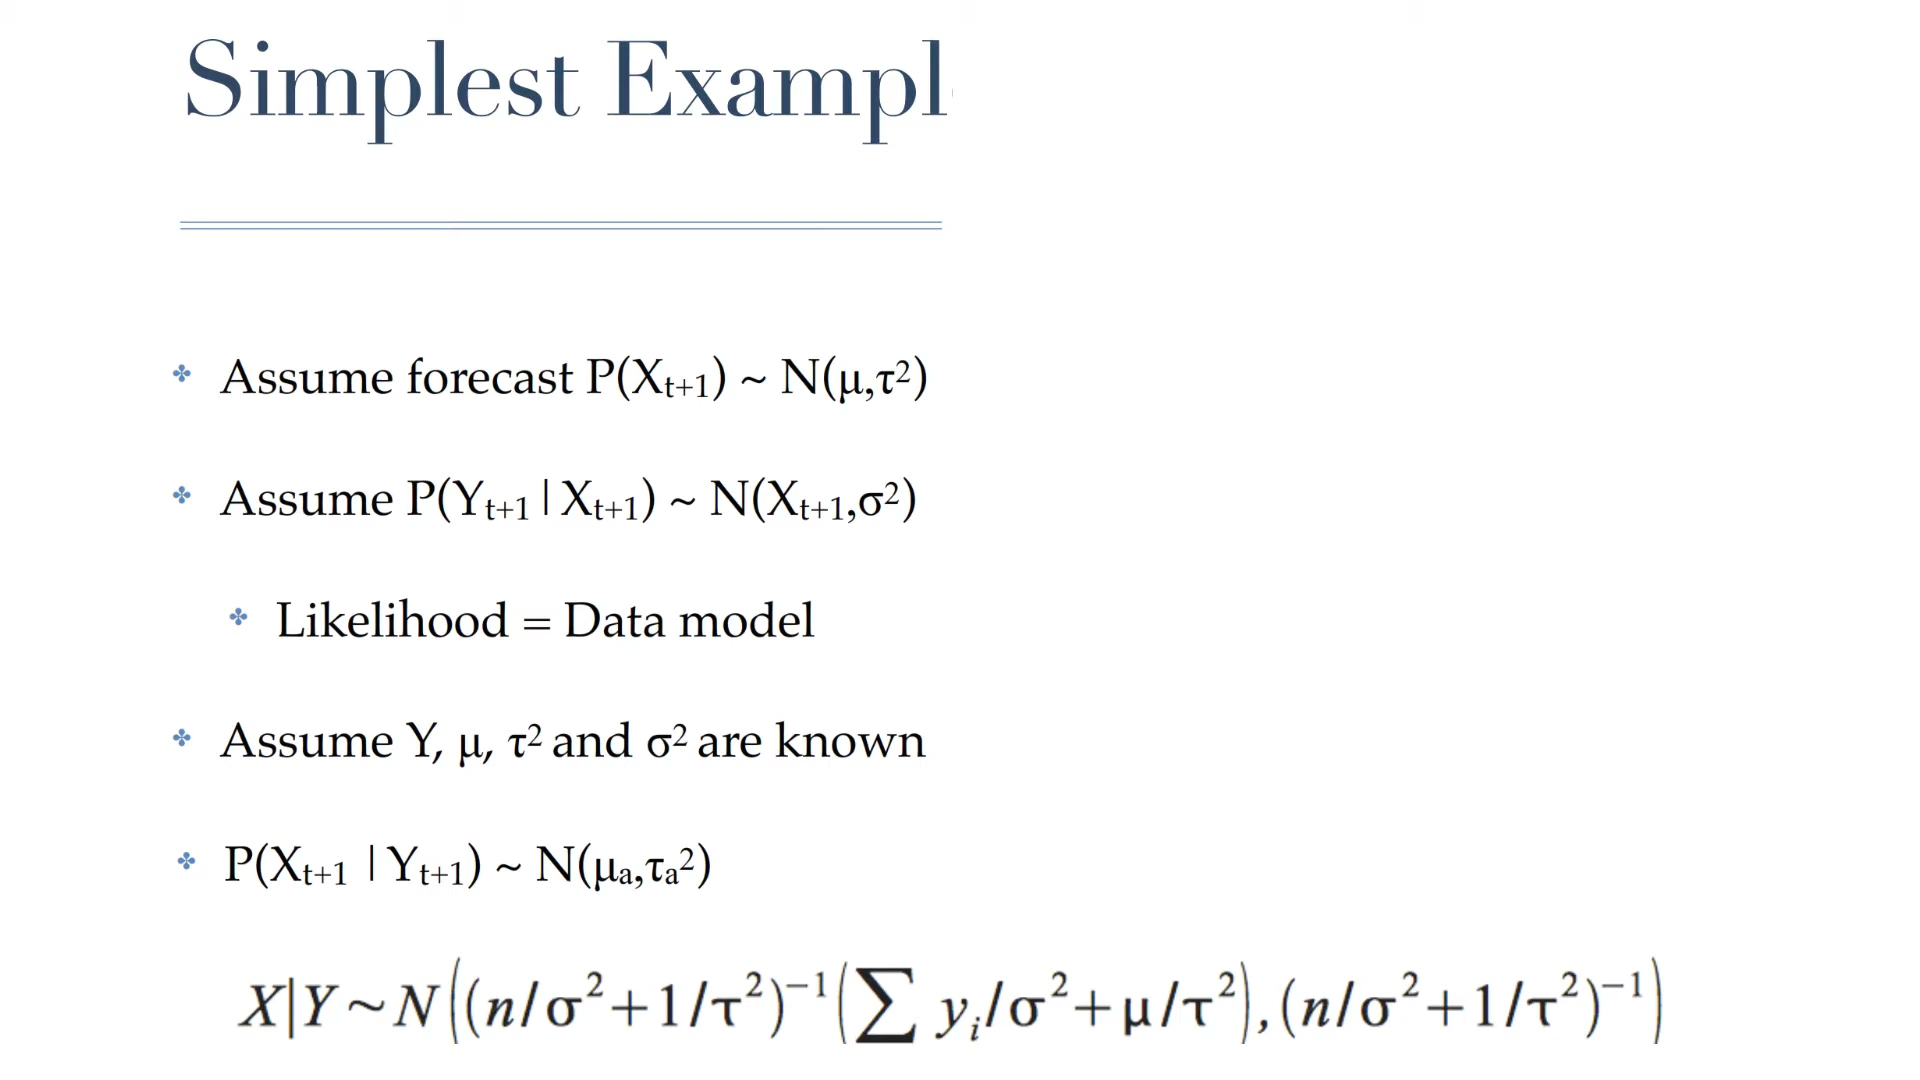 Simplest Exampl
Assume forecast P(Xₜ₊₁) ~ N(μ,τ²)
Assume P(Yₜ₊₁ | Xₜ₊₁) ~ N(Xₜ₊₁,σ²)
Likelihood = Data model
Assume Y, μ, τ² and σ² are known
P(Xₜ₊₁ | Yₜ₊₁) ~ N(μₐ,τₐ²)
X|Y~N((n/σ²+1/τ²)⁻¹(∑ yᵢ/σ²+μ/τ²),(n/σ²+1/τ²)⁻¹)